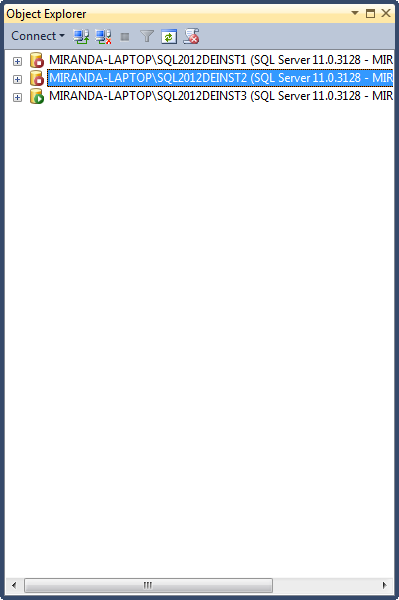 Object Explorer
Connect
MIRANDA-LAPTOP\SQL2012DEINST1 (SQL Server 11.0.3128 - MIR
MIRANDA-LAPTOP\SQL2012DEINST2 (SQL Server 11.0.3128 - MIR
MIRANDA-LAPTOP\SQL2012DEINST3 (SQL Server 11.0.3128 - MIR